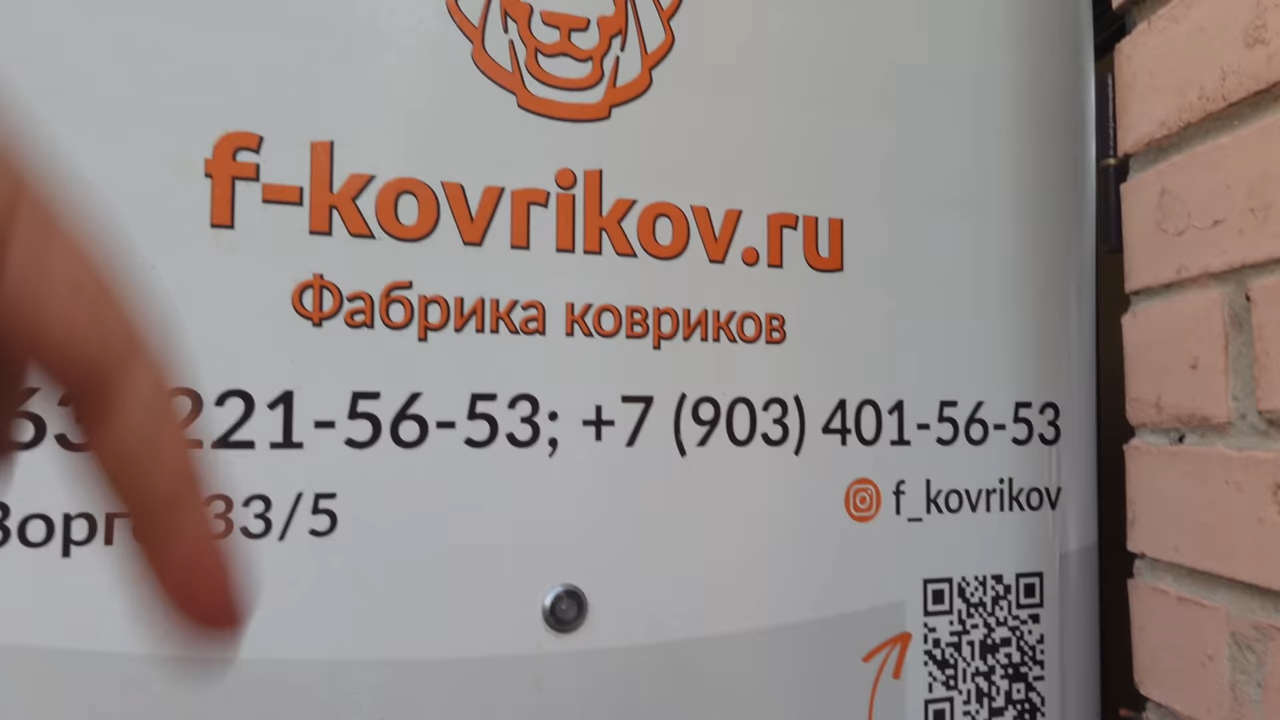 f-kovrikov.ru
Фабрика ковриков
221-56-53; +7 (903) 401-56-53
33/5
f_kovrikov